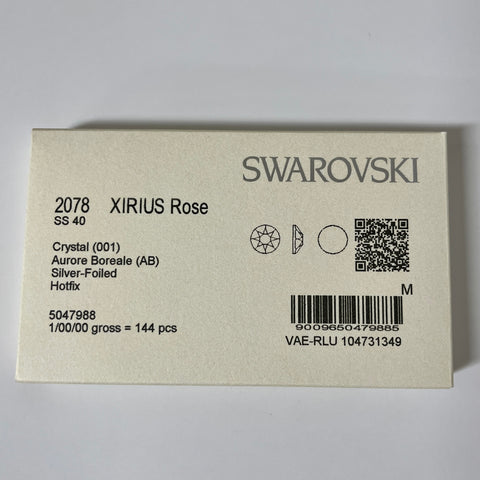 SWAROVSKI
2078 XIRIUS Rose
SS 40
Crystal (001)
Aurore Boreale (AB)
Silver-Foiled
Hotfix
M
5047988
1/00/00 gross = 144 pcs
9009650479885
VAE-RLU 104731349